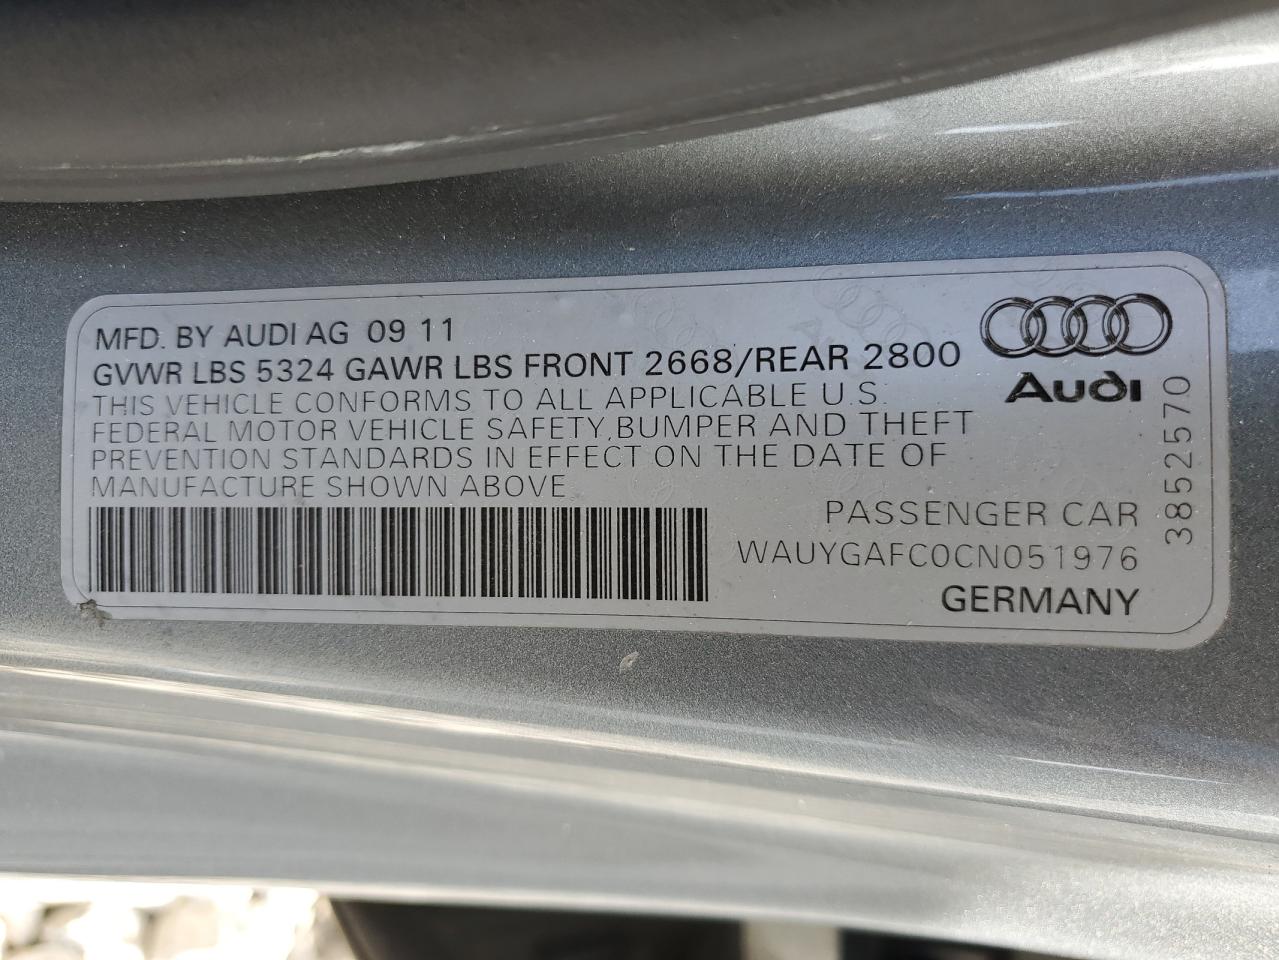 MFD. BY AUDI AG 09 11
GVWR LBS 5324 GAWR LBS FRONT 2668/REAR 2800
THIS VEHICLE CONFORMS TO ALL APPLICABLE U.S.
FEDERAL MOTOR VEHICLE SAFETY, BUMPER AND THEFT
PREVENTION STANDARDS IN EFFECT ON THE DATE OF
MANUFACTURE SHOWN ABOVE
PASSENGER CAR
WAUYGAFC0CN051976
GERMANY
Audi
3852570